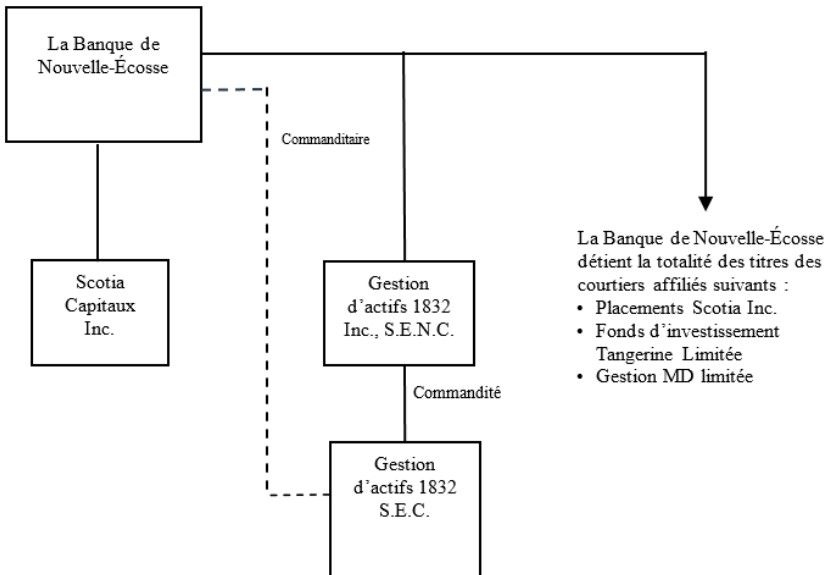 La Banque de
Nouvelle-Écosse
Commanditaire
Scotia
Capitaux
Inc.
Gestion
d’actifs 1832
Inc., S.E.N.C.
La Banque de Nouvelle-Écosse
détient la totalité des titres des
courtiers affiliés suivants :
• Placements Scotia Inc.
• Fonds d’investissement
Tangerine Limitée
• Gestion MD limitée
Commandité
Gestion
d’actifs 1832
S.E.C.